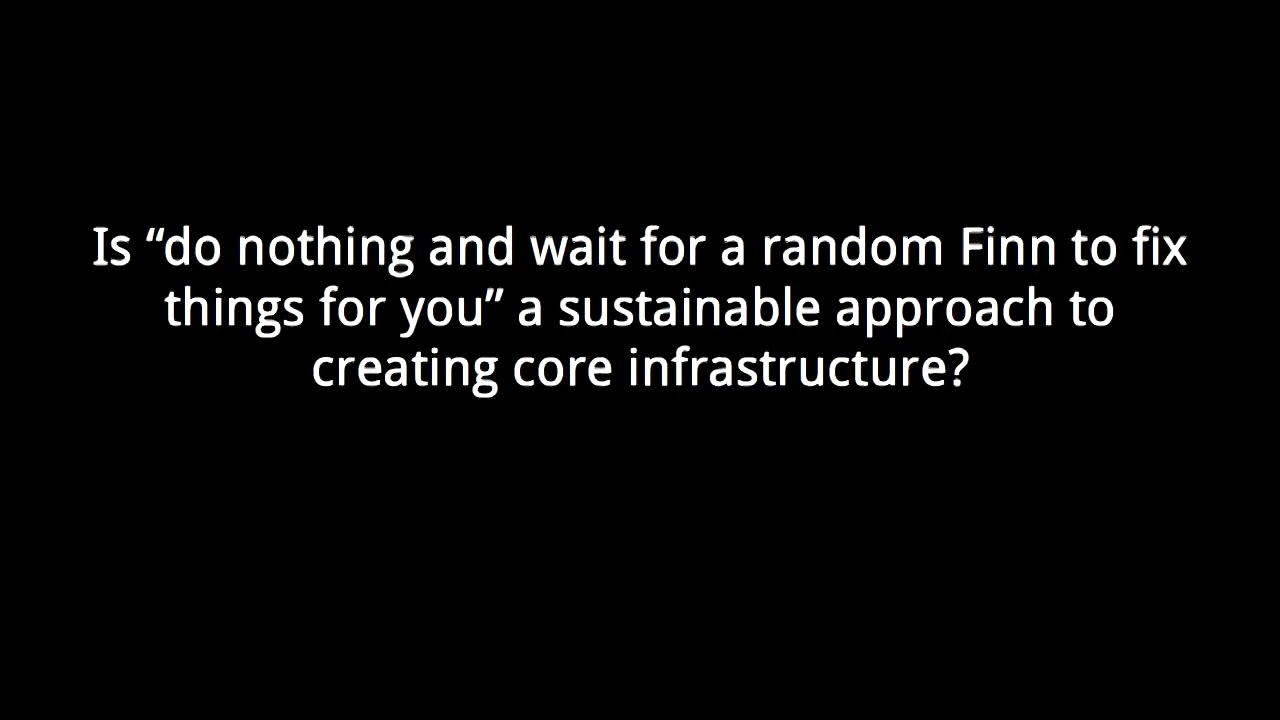 Is “do nothing and wait for a random Finn to fix
things for you” a sustainable approach to
creating core infrastructure?